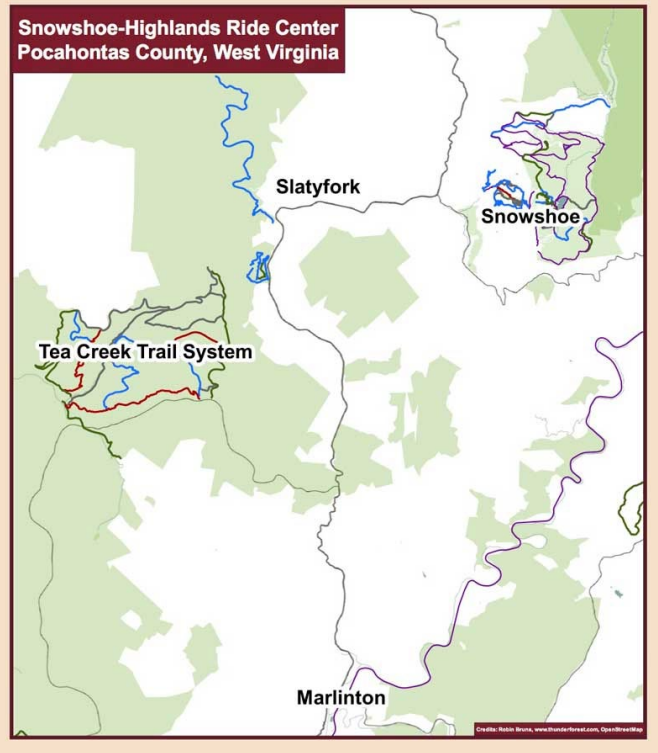 Snowshoe-Highlands Ride Center
Pocahontas County, West Virginia
Slatyfork
Snowshoe
Tea Creek Trail System
Marlinton
Credits: Robin Bruns, www.thunderforest.com, OpenStreetMap